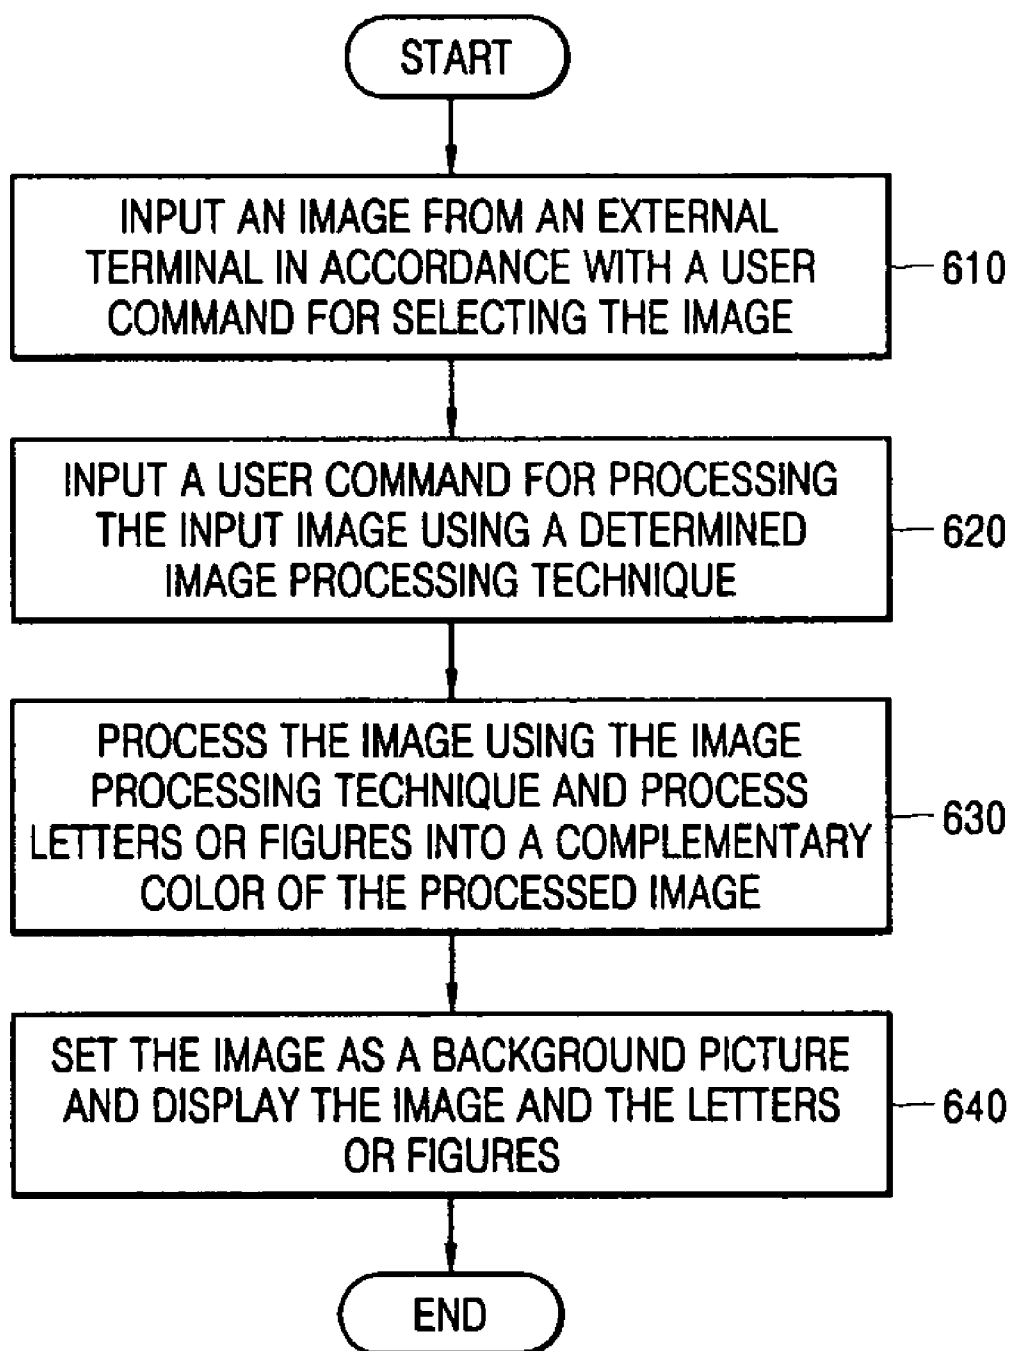 START
INPUT AN IMAGE FROM AN EXTERNAL
TERMINAL IN ACCORDANCE WITH A USER
COMMAND FOR SELECTING THE IMAGE
610
INPUT A USER COMMAND FOR PROCESSING
THE INPUT IMAGE USING A DETERMINED
IMAGE PROCESSING TECHNIQUE
620
PROCESS THE IMAGE USING THE IMAGE
PROCESSING TECHNIQUE AND PROCESS
LETTERS OR FIGURES INTO A COMPLEMENTARY
COLOR OF THE PROCESSED IMAGE
630
SET THE IMAGE AS A BACKGROUND PICTURE
AND DISPLAY THE IMAGE AND THE LETTERS
OR FIGURES
640
END